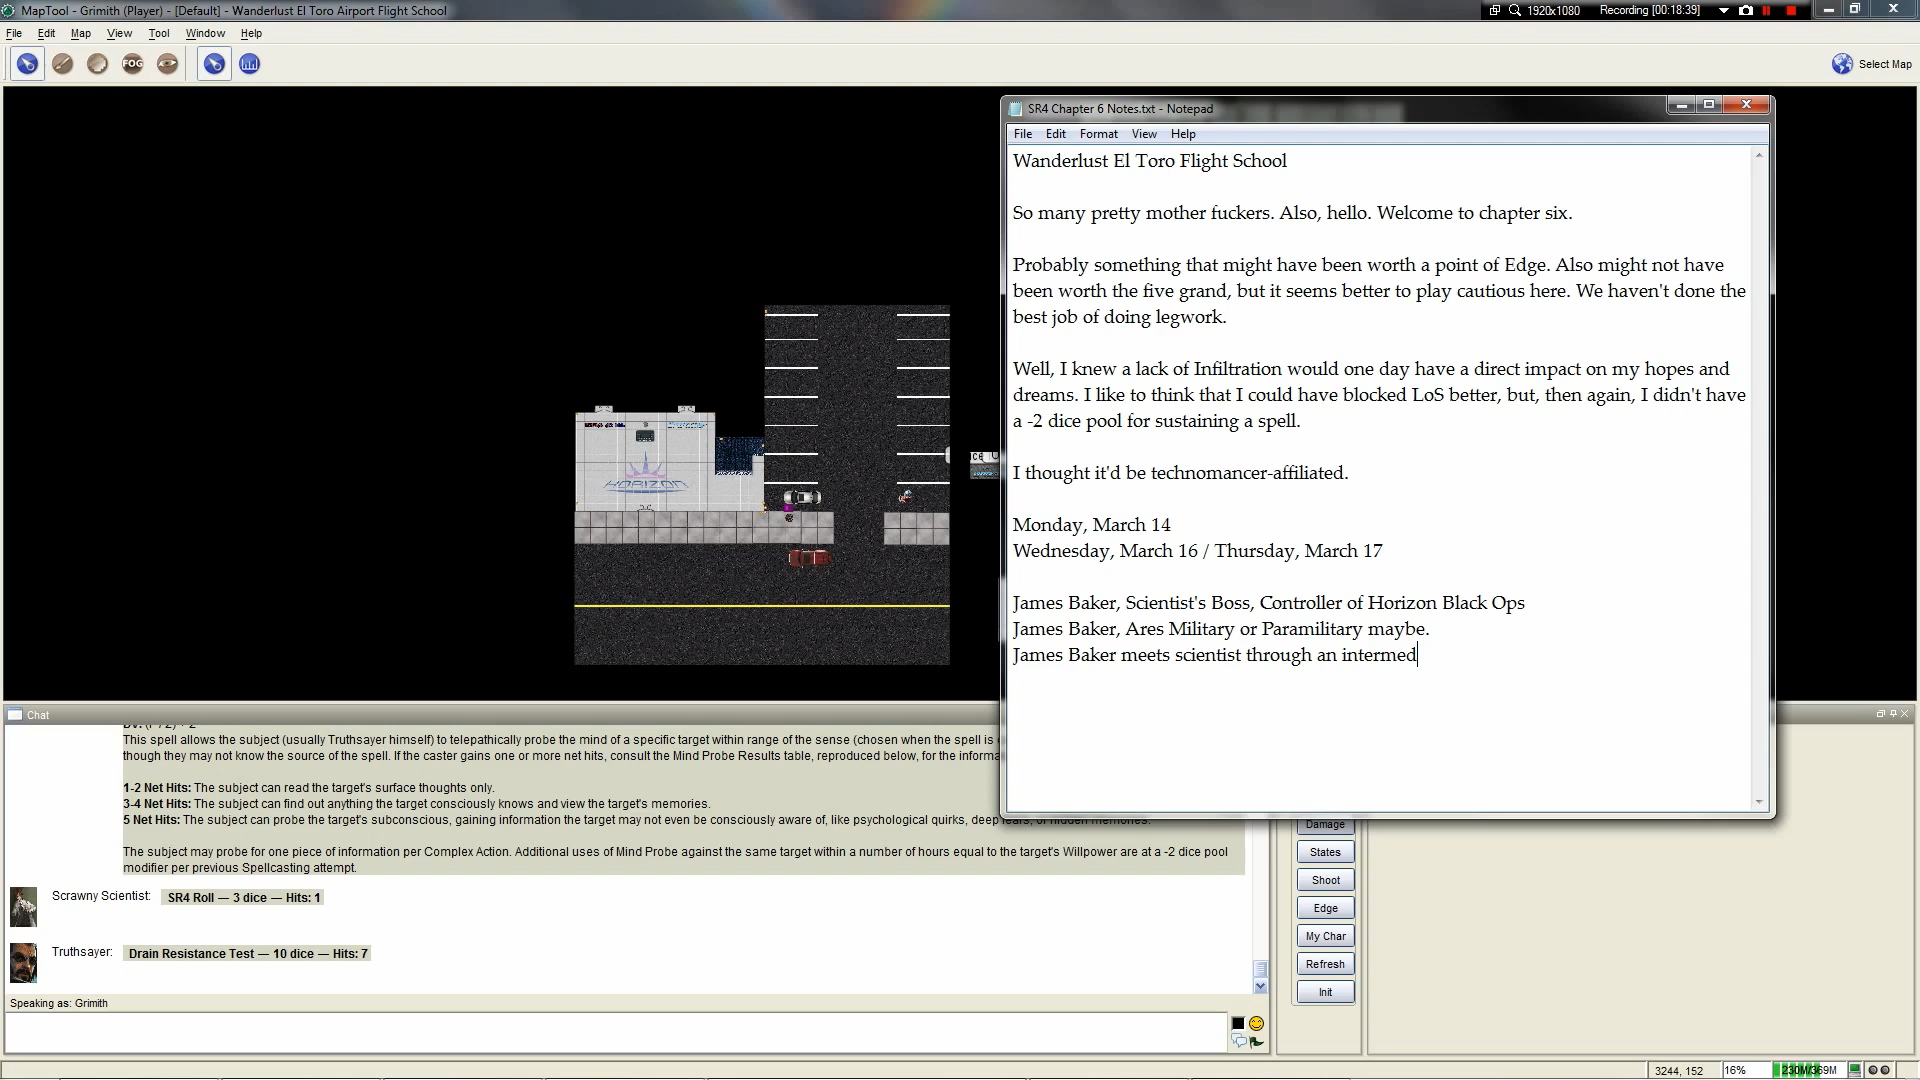 MapTool - Grimith (Player) - [Default] - Wanderlust El Toro Airport Flight School
1920x1080
Recording [00:18:39]
File Edit Map View Tool Window Help
FOG
Select Map
SR4 Chapter 6 Notes.txt - Notepad
File Edit Format View Help
Wanderlust El Toro Flight School
So many pretty mother fuckers. Also, hello. Welcome to chapter six.
Probably something that might have been worth a point of Edge. Also might not have
been worth the five grand, but it seems better to play cautious here. We haven't done the
best job of doing legwork.
Well, I knew a lack of Infiltration would one day have a direct impact on my hopes and
dreams. I like to think that I could have blocked LoS better, but, then again, I didn't have
a -2 dice pool for sustaining a spell.
I thought it'd be technomancer-affiliated.
Monday, March 14
Wednesday, March 16 / Thursday, March 17
James Baker, Scientist's Boss, Controller of Horizon Black Ops
James Baker, Ares Military or Paramilitary maybe.
James Baker meets scientist through an intermed
HORIZON
Chat
This spell allows the subject (usually Truthsayer himself) to telepathically probe the mind of a specific target within range of the sense (chosen when the spell is
though they may not know the source of the spell. If the caster gains one or more net hits, consult the Mind Probe Results table, reproduced below, for the
1-2 Net Hits: The subject can read the target's surface thoughts only.
3-4 Net Hits: The subject can find out anything the target consciously knows and view the target's memories.
5 Net Hits: The subject can probe the target's subconscious, gaining information the target may not even be consciously aware of, like psychological quirks, deep fears, or hidden memories.
The subject may probe for one piece of information per Complex Action. Additional uses of Mind Probe against the same target within a number of hours equal to the target's Willpower are at a -2 dice pool
modifier per previous Spellcasting attempt.
Scrawny Scientist: SR4 Roll — 3 dice — Hits: 1
Truthsayer: Drain Resistance Test — 10 dice — Hits: 7
Speaking as: Grimith
Damage
States
Shoot
Edge
My Char
Refresh
Init
3244, 152
16%
230M/369M